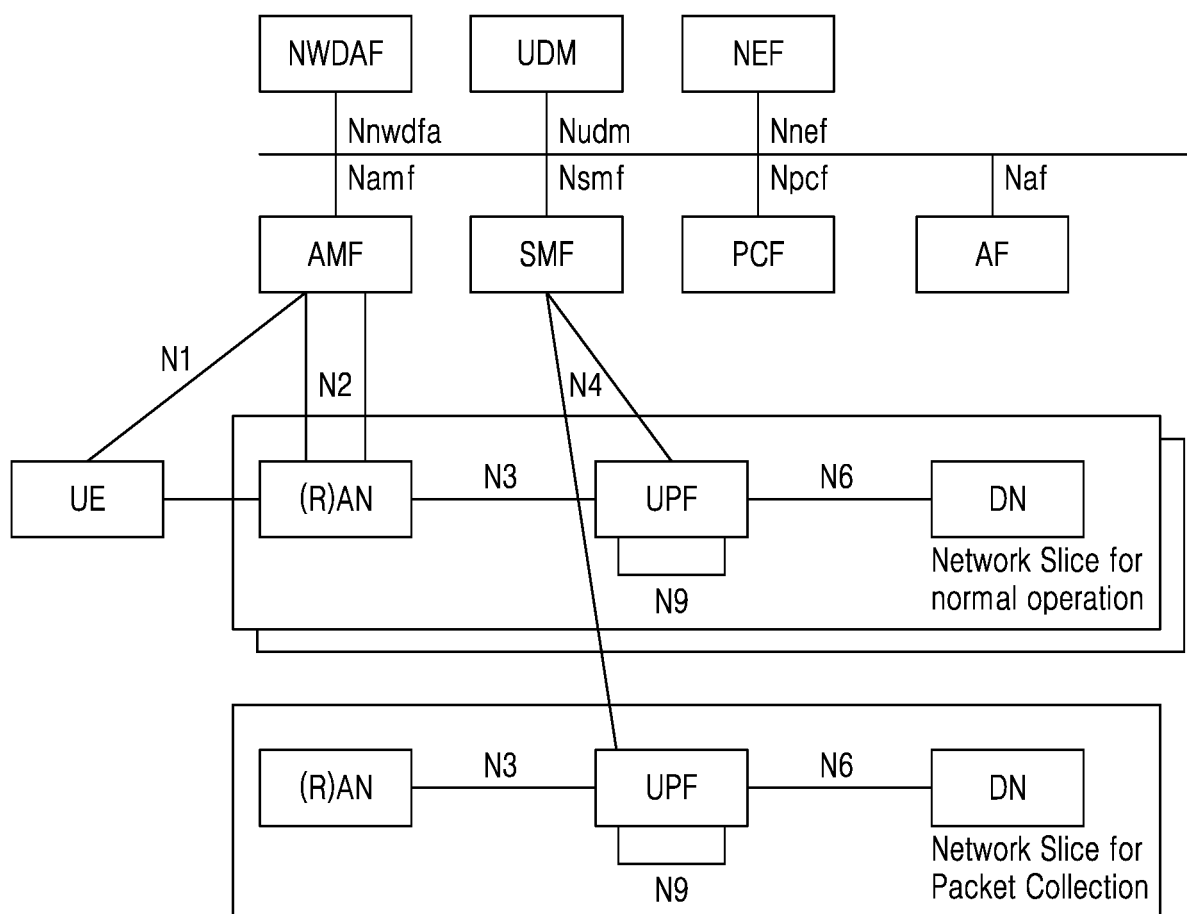 NWDAF
UDM
NEF
Nnwdfa
Nudm
Nnef
Namf
Nsmf
Npcf
Naf
AMF
SMF
PCF
AF
N1
N2
N4
UE
(R)AN
N3
UPF
N6
DN
N9
Network Slice for
normal operation
(R)AN
N3
UPF
N6
DN
N9
Network Slice for
Packet Collection